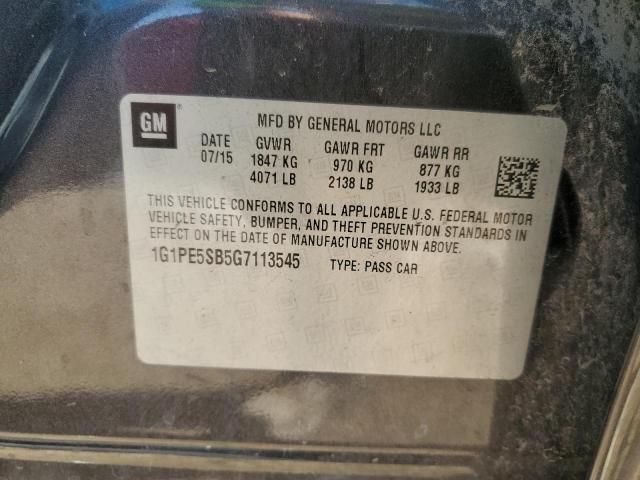 GM
MFD BY GENERAL MOTORS LLC
DATE GVWR GAWR FRT GAWR RR
07/15 1847 KG 970 KG 877 KG
4071 LB 2138 LB 1933 LB
THIS VEHICLE CONFORMS TO ALL APPLICABLE U.S. FEDERAL MOTOR
VEHICLE SAFETY, BUMPER, AND THEFT PREVENTION STANDARDS
IN EFFECT ON THE DATE OF MANUFACTURE SHOWN ABOVE.
1G1PE5SB5G7113545 TYPE: PASS CAR